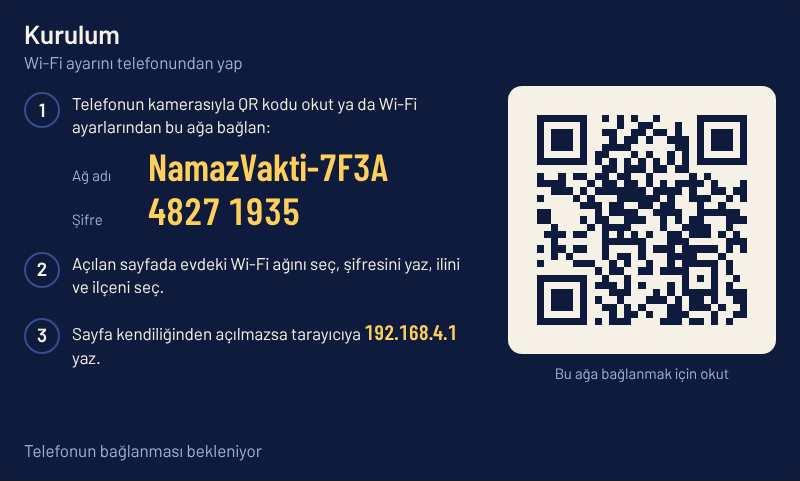 Kurulum
Wi-Fi ayarını telefonundan yap
1
Telefonun kamerasıyla QR kodu okut ya da Wi-Fi
ayarlarından bu ağa bağlan:
Ağ adı NamazVakti-7F3A
Şifre 4827 1935
2
Açılan sayfada evdeki Wi-Fi ağını seç, şifresini yaz, ilini
ve ilçeni seç.
3
Sayfa kendiliğinden açılmazsa tarayıcıya 192.168.4.1
yaz.
Bu ağa bağlanmak için okut
Telefonun bağlanması bekleniyor